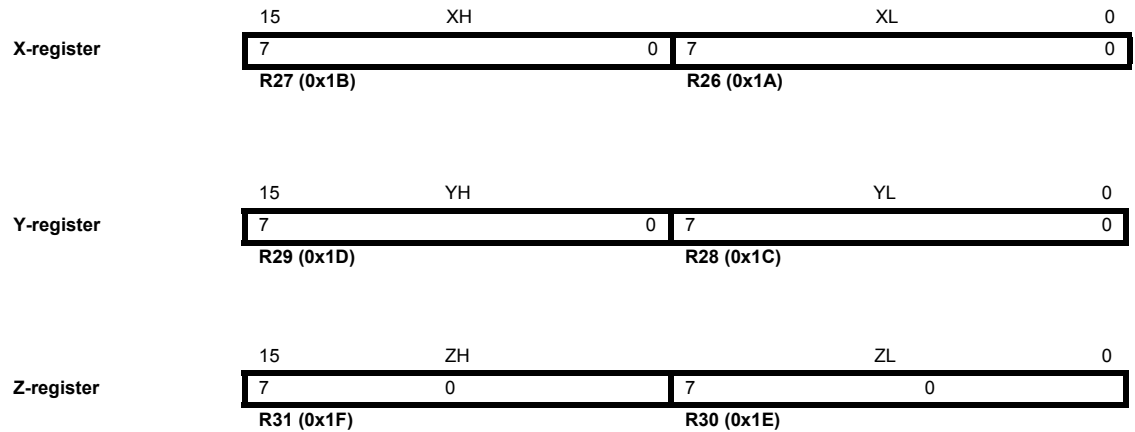 15 XH XL 0
X-register 7 0 7 0
R27 (0x1B) R26 (0x1A)
15 YH YL 0
Y-register 7 0 7 0
R29 (0x1D) R28 (0x1C)
15 ZH ZL 0
Z-register 7 0 7 0
R31 (0x1F) R30 (0x1E)